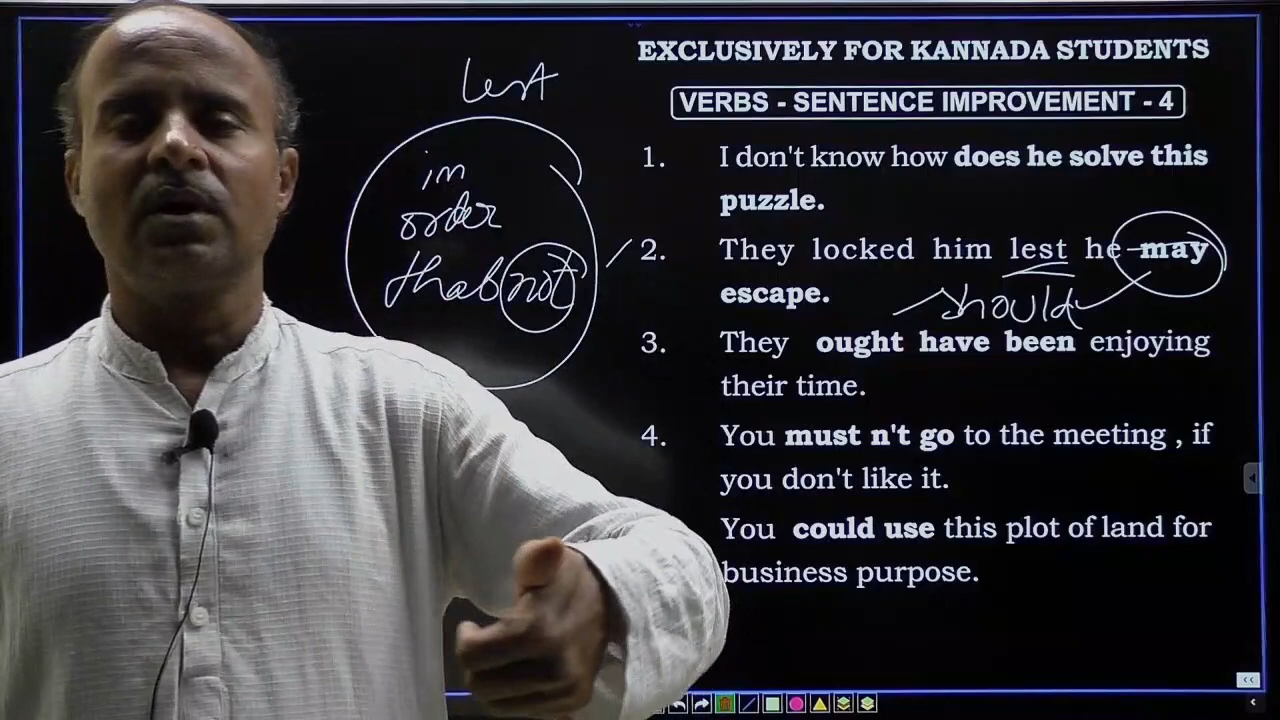 EXCLUSIVELY FOR KANNADA STUDENTS
VERBS - SENTENCE IMPROVEMENT - 4
lest
in
order
that not
1. I don't know how does he solve this
puzzle.
2. They locked him lest he may
escape.
should
3. They ought have been enjoying
their time.
4. You must n't go to the meeting , if
you don't like it.
You could use this plot of land for
business purpose.